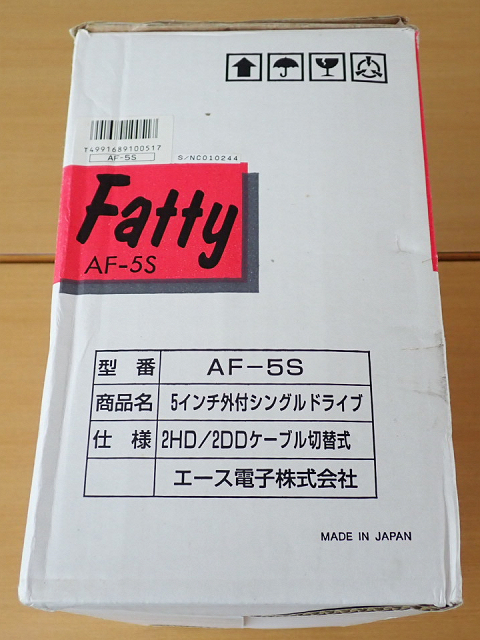 T4991689100517
AF-5S
S/NC010244
Fatty
AF-5S
型番 AF-5S
商品名 5インチ外付シングルドライブ
仕様 2HD/2DDケーブル切替式
エース電子株式会社
MADE IN JAPAN